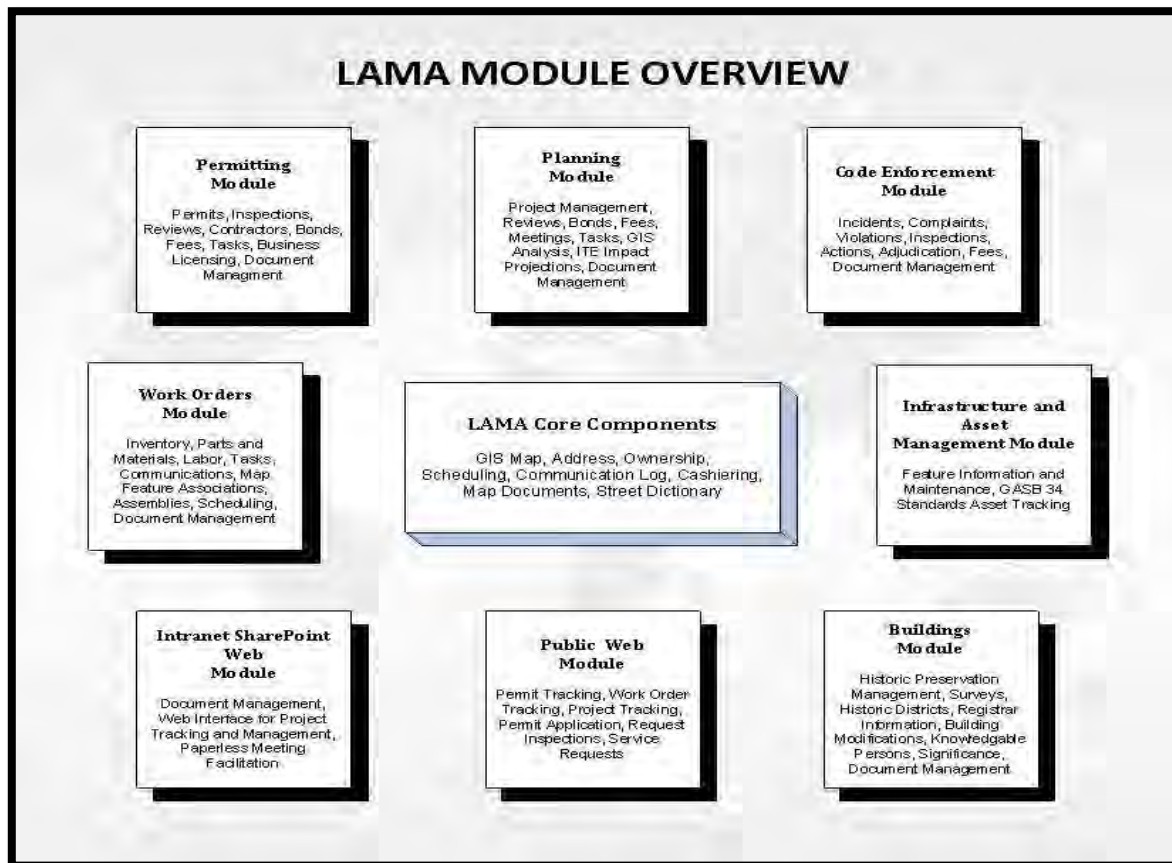 LAMA MODULE OVERVIEW
Permitting
Module
Permits, Inspections,
Reviews, Contractors, Bonds,
Fees, Tasks, Business
Licensing, Document
Managment
Planning
Module
Project Management,
Reviews, Bonds, Fees,
Meetings, Tasks, GIS
Analysis, ITE Impact
Projections, Document
Management
Code Enforcement
Module
Incidents, Complaints,
Violations, Inspections,
Actions, Adjudication, Fees,
Document Management
Work Orders
Module
Inventory, Parts and
Materials, Labor, Tasks,
Communications, Map
Feature Associations,
Assemblies, Scheduling,
Document Management
LAMA Core Components
GIS Map, Address, Ownership,
Scheduling, Communication Log, Cashiering,
Map Documents, Street Dictionary
Infrastructure and
Asset
Management Module
Feature Information and
Maintenance, GASB 34
Standards Asset Tracking
Intranet SharePoint
Web
Module
Document Management,
Web Interface for Project
Tracking and Management,
Paperless Meeting
Facilitation
Public Web
Module
Permit Tracking, Work Order
Tracking, Project Tracking,
Permit Application, Request
Inspections, Service
Requests
Buildings
Module
Historic Preservation
Management, Surveys,
Historic Districts, Registrar
Information, Building
Modifications, Knowledgable
Persons, Significance,
Document Management